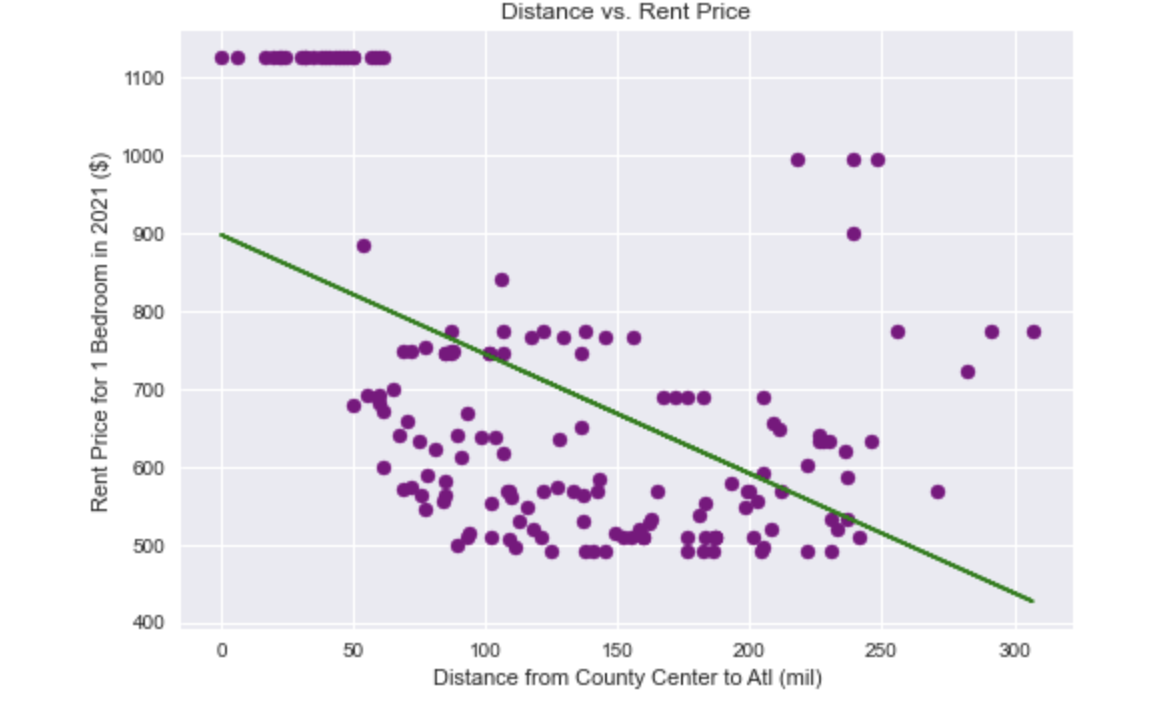 Distance vs. Rent Price
Rent Price for 1 Bedroom in 2021 ($)
1100
1000
900
800
700
600
500
400
0 50 100 150 200 250 300
Distance from County Center to Atl (mil)